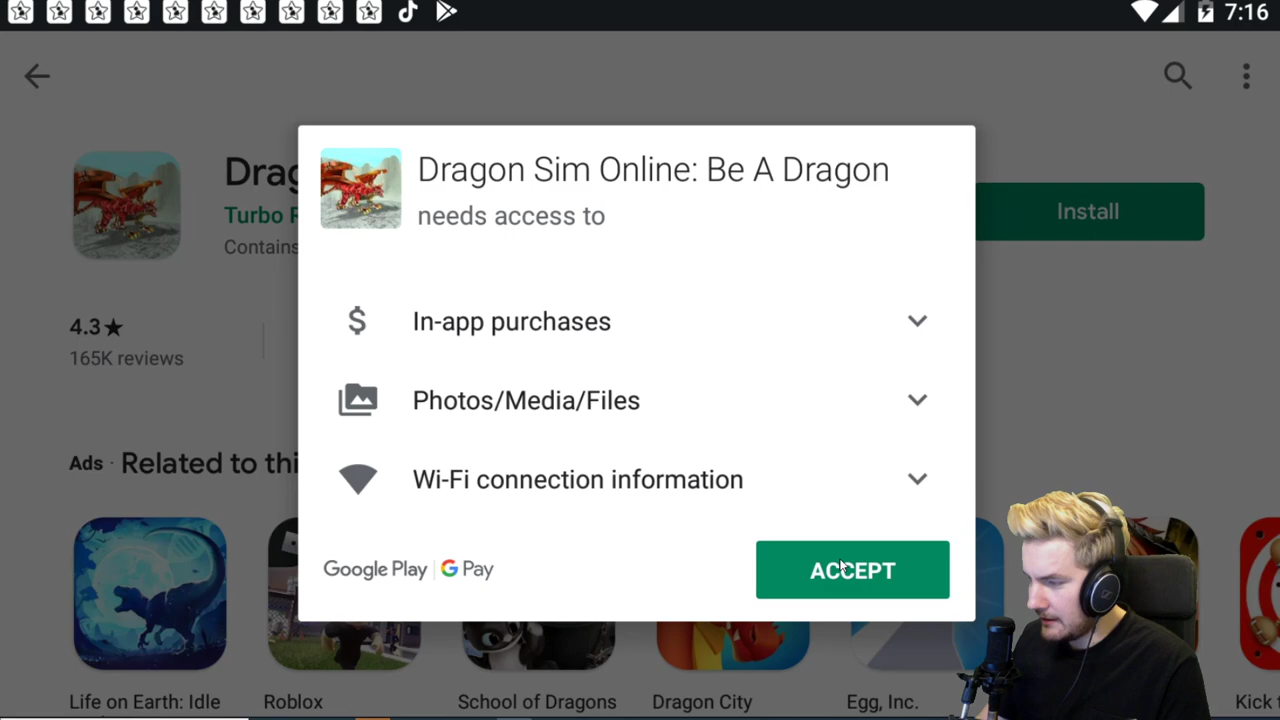 7:16
Drag
Turbo R
Contains
Install
4.3★
165K reviews
Dragon Sim Online: Be A Dragon
needs access to
In-app purchases
Photos/Media/Files
Wi-Fi connection information
Google Play | G Pay
ACCEPT
Ads · Related to thi
Life on Earth: Idle
Roblox
School of Dragons
Dragon City
Egg, Inc.
Kick